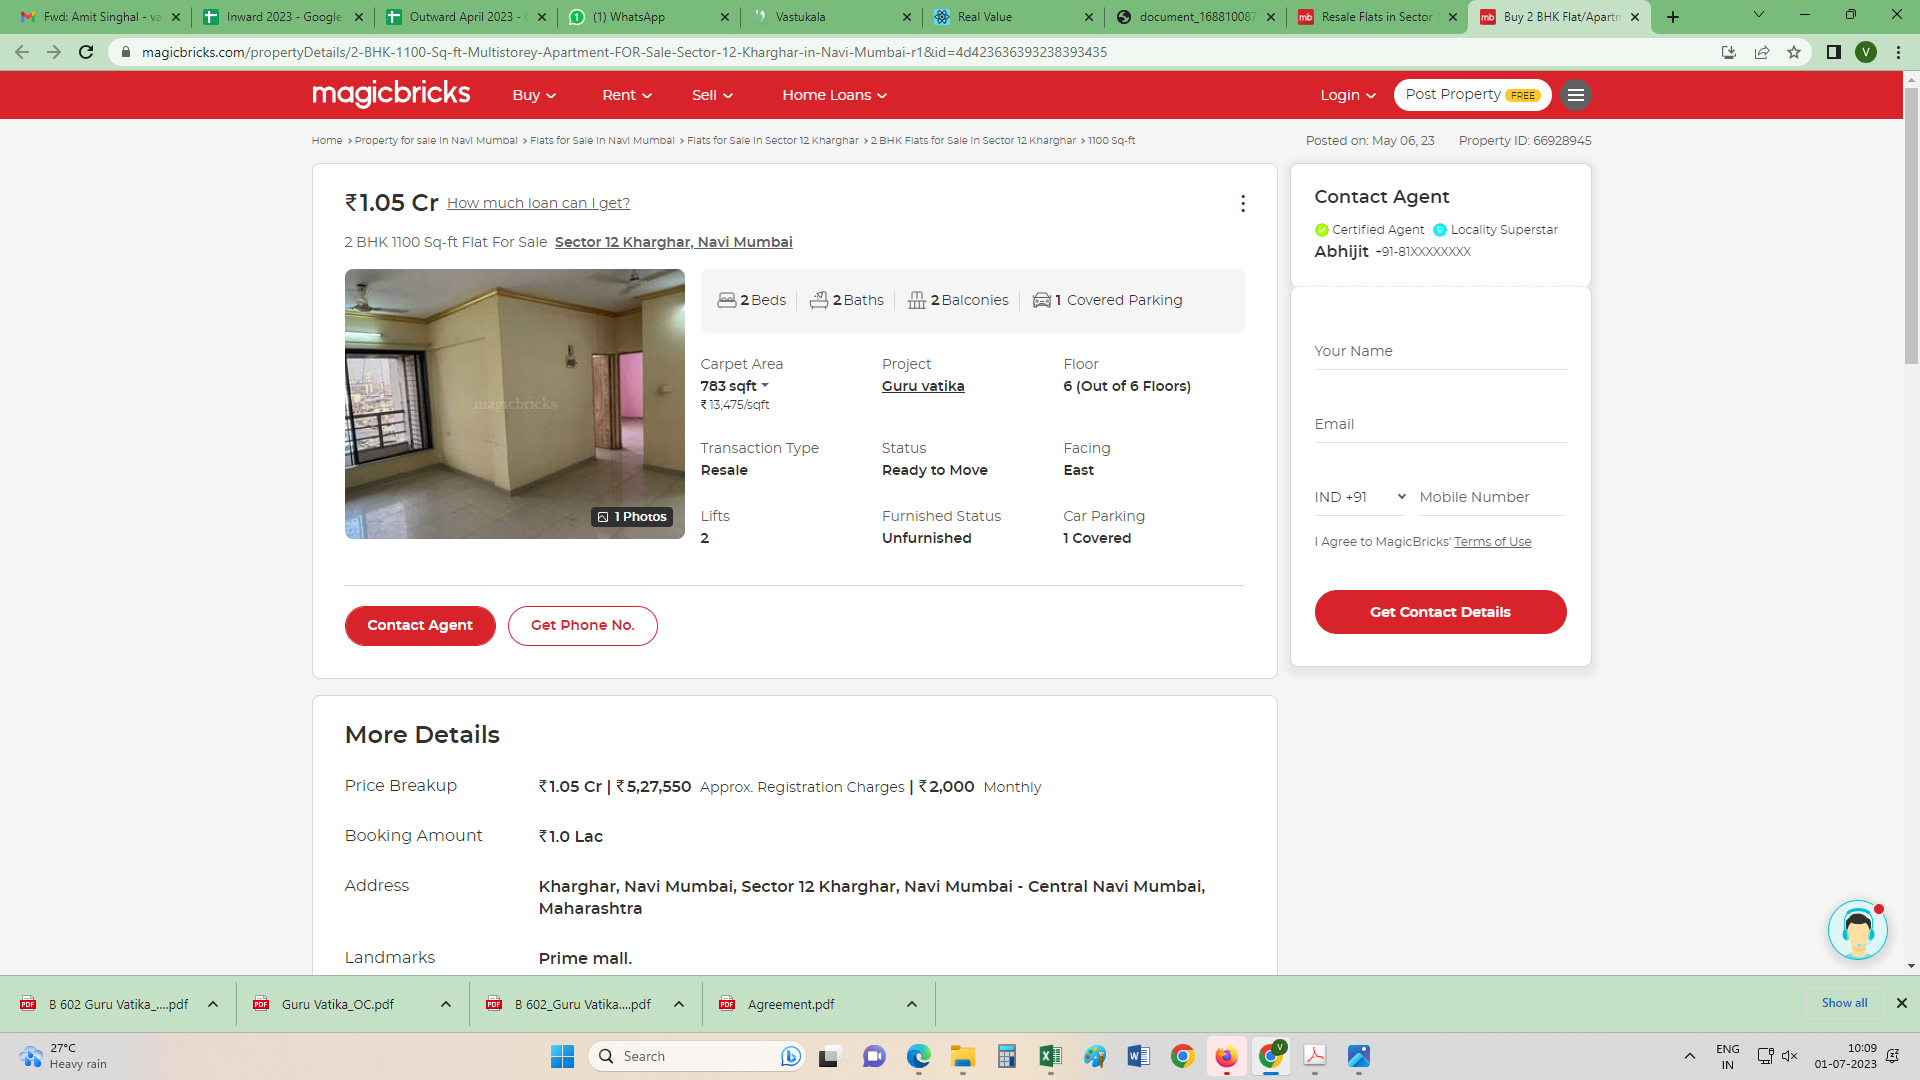 Fwd: Amit Singhal - va
Inward 2023 - Google
Outward April 2023 -
(1) WhatsApp
Vastukala
Real Value
document_168810087
Resale Flats in Sector
Buy 2 BHK Flat/Apartm
magicbricks.com/propertyDetails/2-BHK-1100-Sq-ft-Multistorey-Apartment-FOR-Sale-Sector-12-Kharghar-in-Navi-Mumbai-r1&id=4d423636393238393435
V
magicbricks
Buy
Rent
Sell
Home Loans
Login
Post Property FREE
Home > Property for sale in Navi Mumbai > Flats for Sale in Navi Mumbai > Flats for Sale in Sector 12 Kharghar > 2 BHK Flats for Sale in Sector 12 Kharghar > 1100 Sq-ft
Posted on: May 06, 23
Property ID: 66928945
₹1.05 Cr How much loan can I get?
2 BHK 1100 Sq-ft Flat For Sale Sector 12 Kharghar, Navi Mumbai
magicbricks
1 Photos
2 Beds
2 Baths
2 Balconies
1 Covered Parking
Carpet Area
783 sqft
₹13,475/sqft
Project
Guru vatika
Floor
6 (Out of 6 Floors)
Transaction Type
Resale
Status
Ready to Move
Facing
East
Lifts
2
Furnished Status
Unfurnished
Car Parking
1 Covered
Contact Agent
Get Phone No.
Contact Agent
Certified Agent
Locality Superstar
Abhijit +91-81XXXXXXXX
Your Name
Email
IND +91
Mobile Number
I Agree to MagicBricks' Terms of Use
Get Contact Details
More Details
Price Breakup
₹1.05 Cr | ₹5,27,550 Approx. Registration Charges | ₹2,000 Monthly
Booking Amount
₹1.0 Lac
Address
Kharghar, Navi Mumbai, Sector 12 Kharghar, Navi Mumbai - Central Navi Mumbai,
Maharashtra
Landmarks
Prime mall.
B 602 Guru Vatika_....pdf
Guru Vatika_OC.pdf
B 602_Guru Vatika....pdf
Agreement.pdf
Show all
27°C
Heavy rain
Search
ENG
IN
10:09
01-07-2023